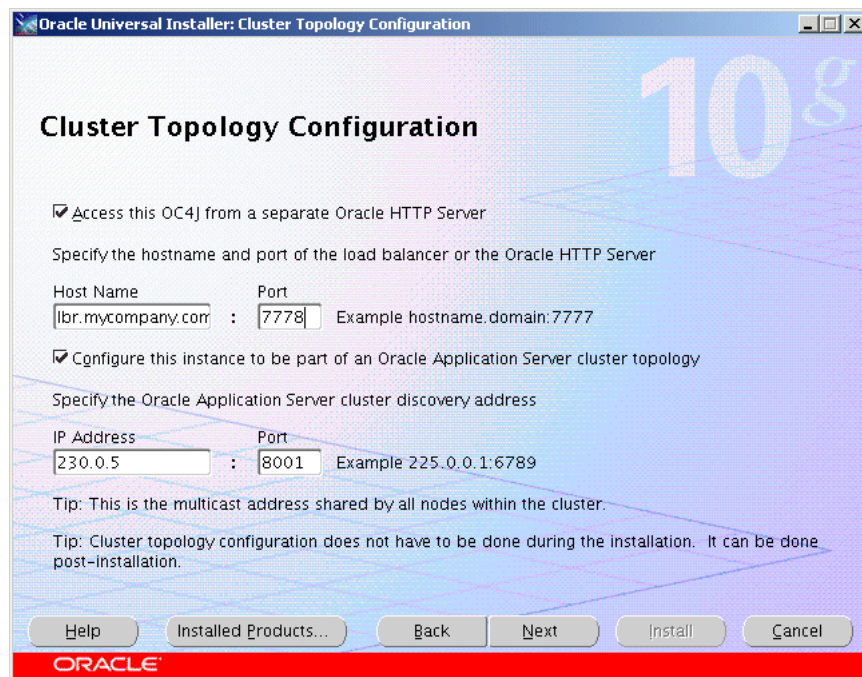 Oracle Universal Installer: Cluster Topology Configuration
10g
Cluster Topology Configuration
Access this OC4J from a separate Oracle HTTP Server
Specify the hostname and port of the load balancer or the Oracle HTTP Server
Host Name Port
lbr.mycompany.com : 7778 Example hostname.domain:7777
Configure this instance to be part of an Oracle Application Server cluster topology
Specify the Oracle Application Server cluster discovery address
IP Address Port
230.0.5 : 8001 Example 225.0.0.1:6789
Tip: This is the multicast address shared by all nodes within the cluster.
Tip: Cluster topology configuration does not have to be done during the installation. It can be done
post-installation.
Help Installed Products... Back Next Install Cancel
ORACLE